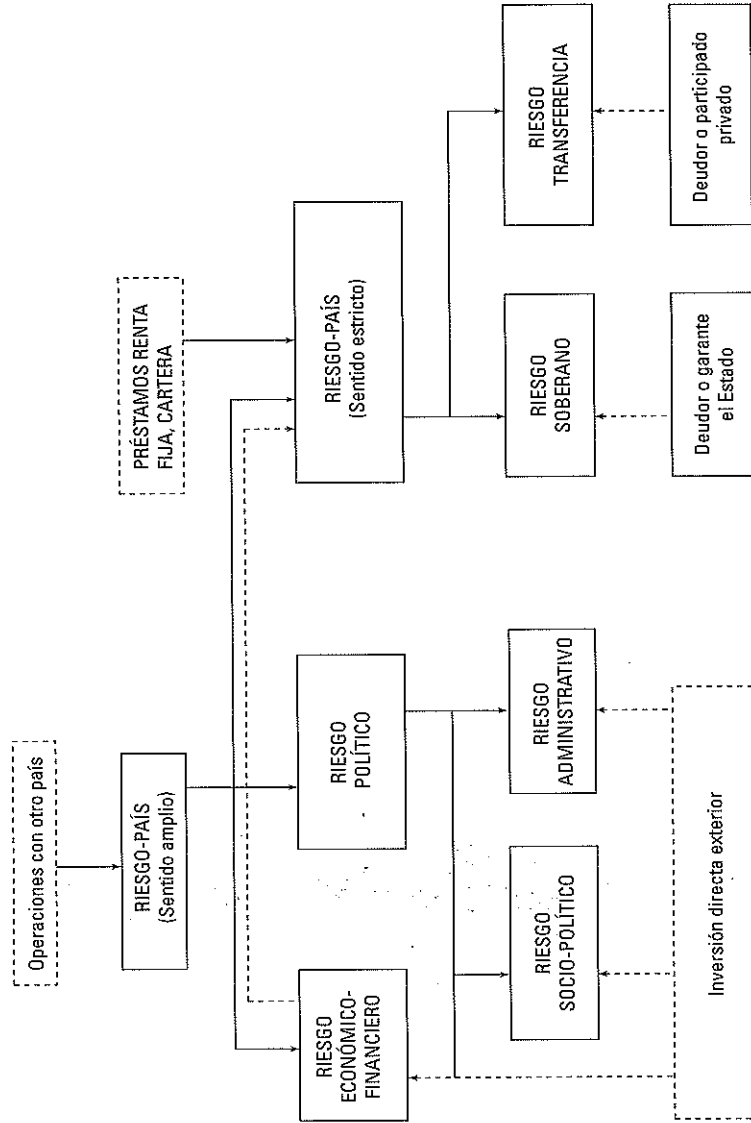 Operaciones con otro país
RIESGO-PAÍS
(Sentido amplio)
PRÉSTAMOS RENTA
FIJA, CARTERA
RIESGO
ECONÓMICO-
FINANCIERO
RIESGO
POLÍTICO
RIESGO-PAÍS
(Sentido estricto)
RIESGO
SOCIO-POLÍTICO
RIESGO
ADMINISTRATIVO
RIESGO
SOBERANO
RIESGO
TRANSFERENCIA
Inversión directa exterior
Deudor o garante
el Estado
Deudor o participado
privado